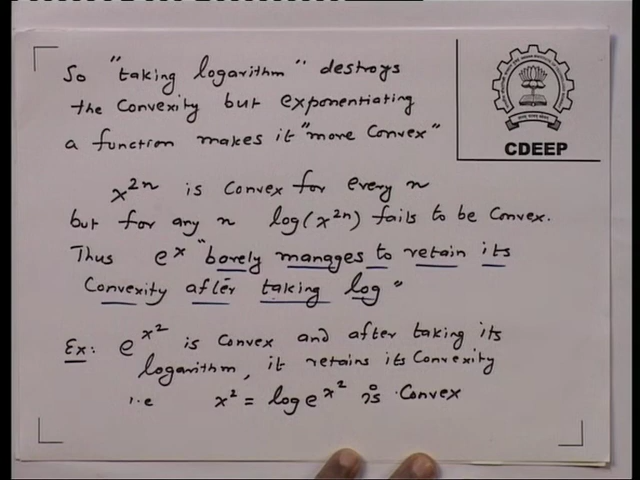 So "taking logarithm" destroys
the Convexity but exponentiating
a function makes it "more Convex"
x^{2n} is Convex for every n
but for any n log(x^{2n}) fails to be Convex.
Thus e^x "barely manages to retain its
Convexity after taking log"
Ex: e^{x^2} is Convex and after taking its
logarithm, it retains its Convexity
i.e x^2 = log e^{x^2} is Convex
CDEEP